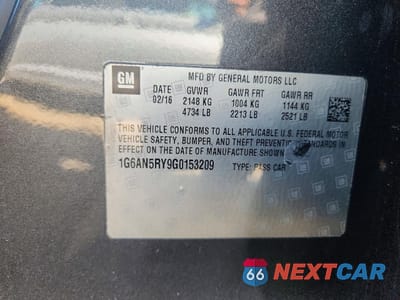 GM
MFD BY GENERAL MOTORS LLC
DATE GVWR GAWR FRT GAWR RR
02/16 2148 KG 1004 KG 1144 KG
4734 LB 2213 LB 2521 LB
THIS VEHICLE CONFORMS TO ALL APPLICABLE U.S. FEDERAL MOTOR
VEHICLE SAFETY, BUMPER, AND THEFT PREVENTION STANDARDS IN
EFFECT ON THE DATE OF MANUFACTURE SHOWN ABOVE.
1G6AN5RY9G0153209 TYPE: PASS CAR
66 NEXTCAR